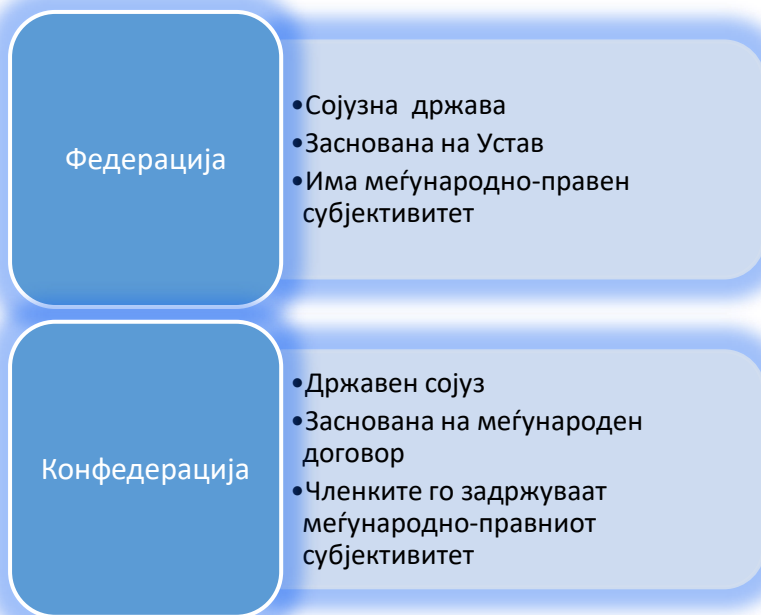 Федерација
•Сојузна држава
•Заснована на Устав
•Има меѓународно-правен
субјективитет
Конфедерација
•Државен сојуз
•Заснована на меѓународен
договор
•Членките го задржуваат
меѓународно-правниот
субјективитет